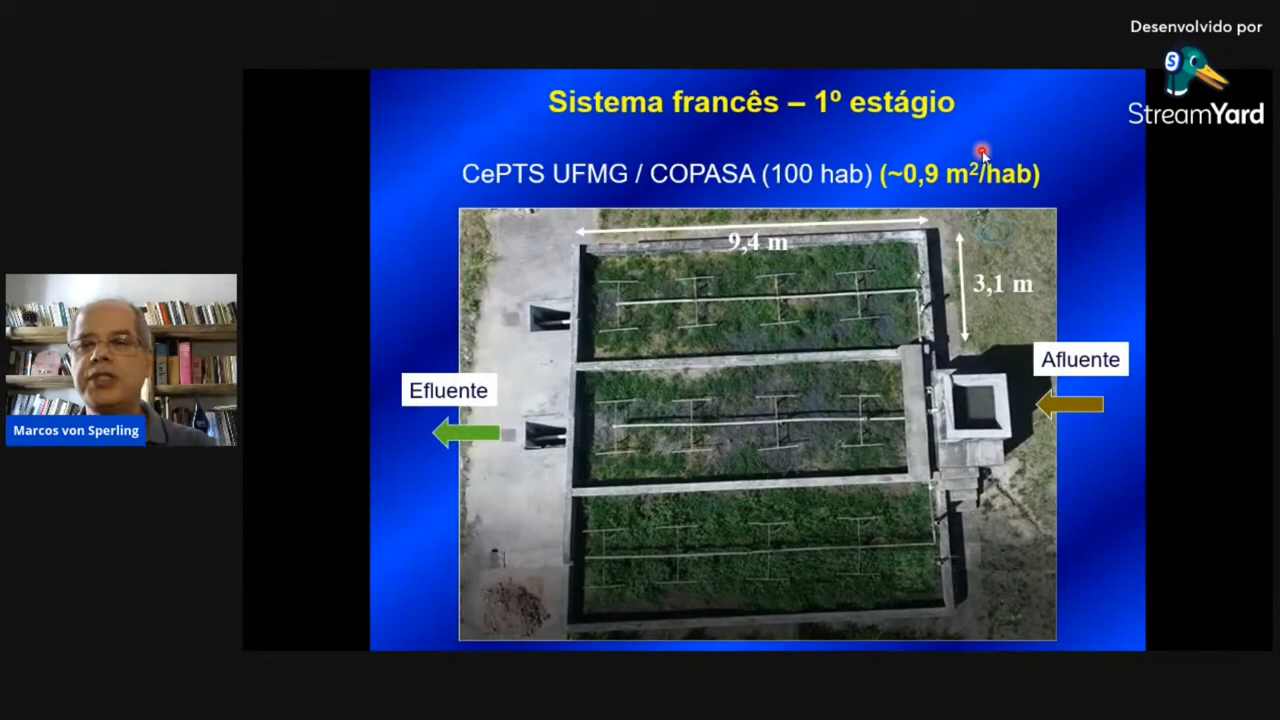 Desenvolvido por
StreamYard
Sistema francês – 1º estágio
CePTS UFMG / COPASA (100 hab) (~0,9 m²/hab)
9,4 m
3,1 m
Afluente
Efluente
Marcos von Sperling